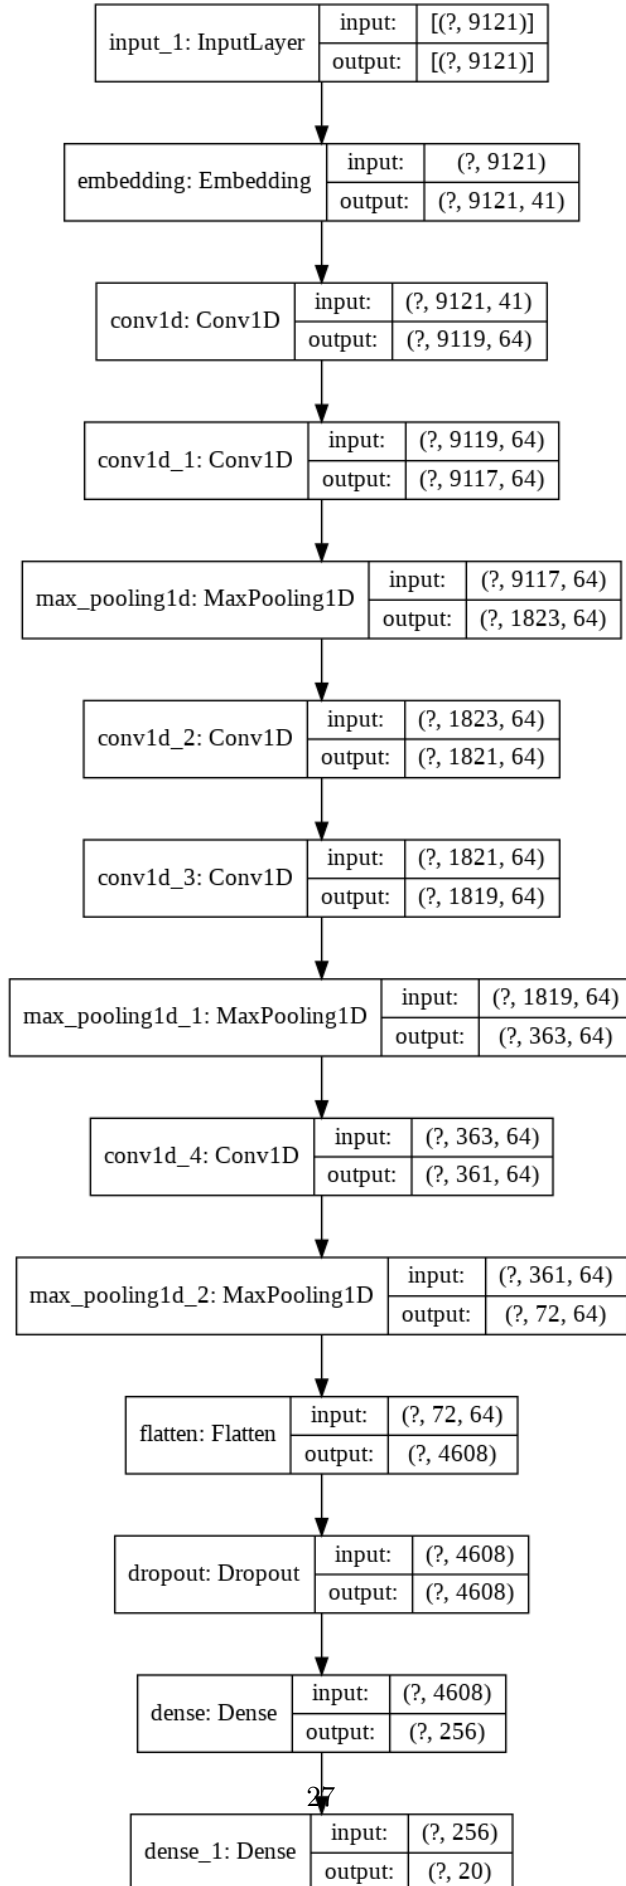 input_1: InputLayer
input: [(?, 9121)]
output: [(?, 9121)]
embedding: Embedding
input: (?, 9121)
output: (?, 9121, 41)
conv1d: Conv1D
input: (?, 9121, 41)
output: (?, 9119, 64)
conv1d_1: Conv1D
input: (?, 9119, 64)
output: (?, 9117, 64)
max_pooling1d: MaxPooling1D
input: (?, 9117, 64)
output: (?, 1823, 64)
conv1d_2: Conv1D
input: (?, 1823, 64)
output: (?, 1821, 64)
conv1d_3: Conv1D
input: (?, 1821, 64)
output: (?, 1819, 64)
max_pooling1d_1: MaxPooling1D
input: (?, 1819, 64)
output: (?, 363, 64)
conv1d_4: Conv1D
input: (?, 363, 64)
output: (?, 361, 64)
max_pooling1d_2: MaxPooling1D
input: (?, 361, 64)
output: (?, 72, 64)
flatten: Flatten
input: (?, 72, 64)
output: (?, 4608)
dropout: Dropout
input: (?, 4608)
output: (?, 4608)
dense: Dense
input: (?, 4608)
output: (?, 256)
27
dense_1: Dense
input: (?, 256)
output: (?, 20)